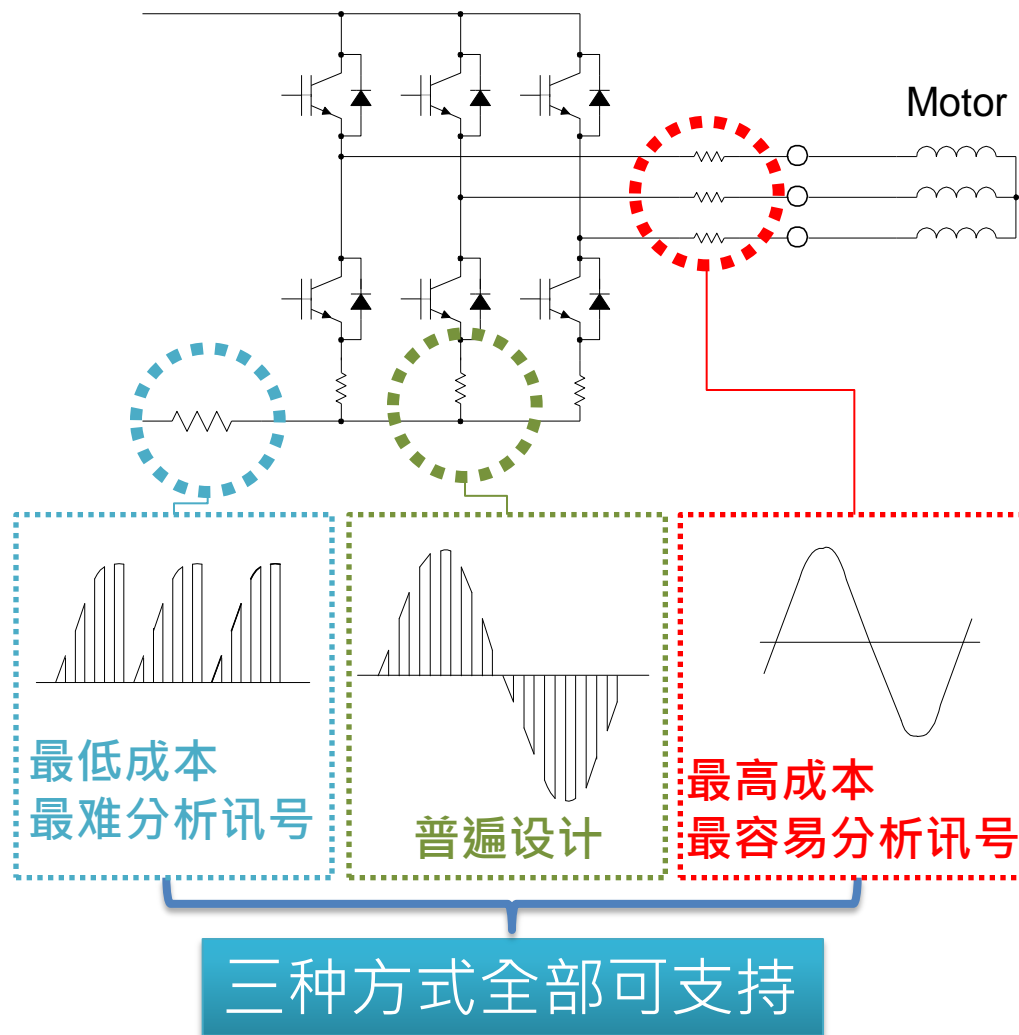 Motor
最低成本
最难分析讯号
普遍设计
最高成本
最容易分析讯号
三种方式全部可支持